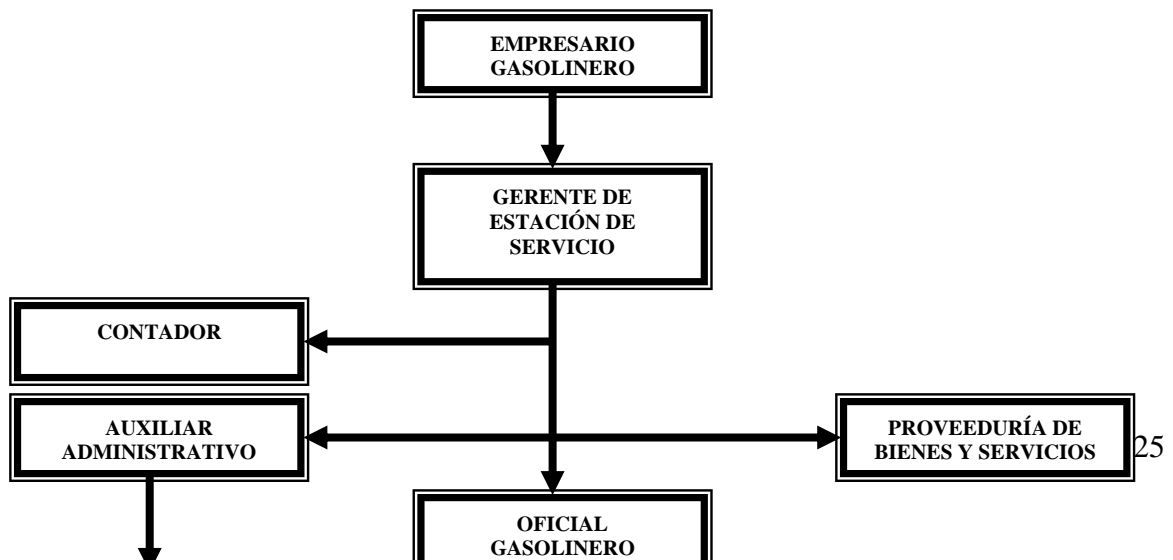 EMPRESARIO
GASOLINERO
GERENTE DE
ESTACIÓN DE
SERVICIO
CONTADOR
AUXILIAR
ADMINISTRATIVO
PROVEEDURÍA DE
BIENES Y SERVICIOS
25
OFICIAL
GASOLINERO